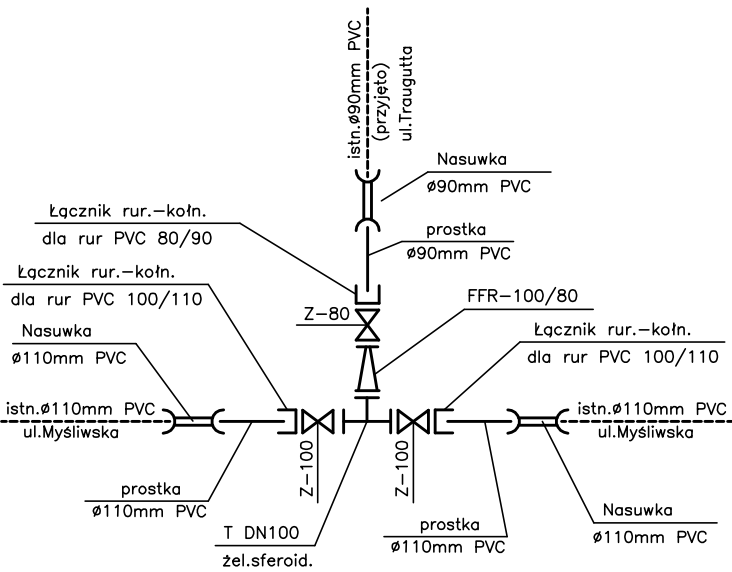 istn.ø90mm PVC
(przyjęto)
ul.Traugutta
Nasuwka
ø90mm PVC
Łącznik rur.-kołn.
dla rur PVC 80/90
prostka
ø90mm PVC
Łącznik rur.-kołn.
dla rur PVC 100/110
Z-80
FFR-100/80
Nasuwka
ø110mm PVC
Łącznik rur.-kołn.
dla rur PVC 100/110
istn.ø110mm PVC
ul.Myśliwska
istn.ø110mm PVC
ul.Myśliwska
Z-100
Z-100
prostka
ø110mm PVC
T DN100
żel.sferoid.
prostka
ø110mm PVC
Nasuwka
ø110mm PVC